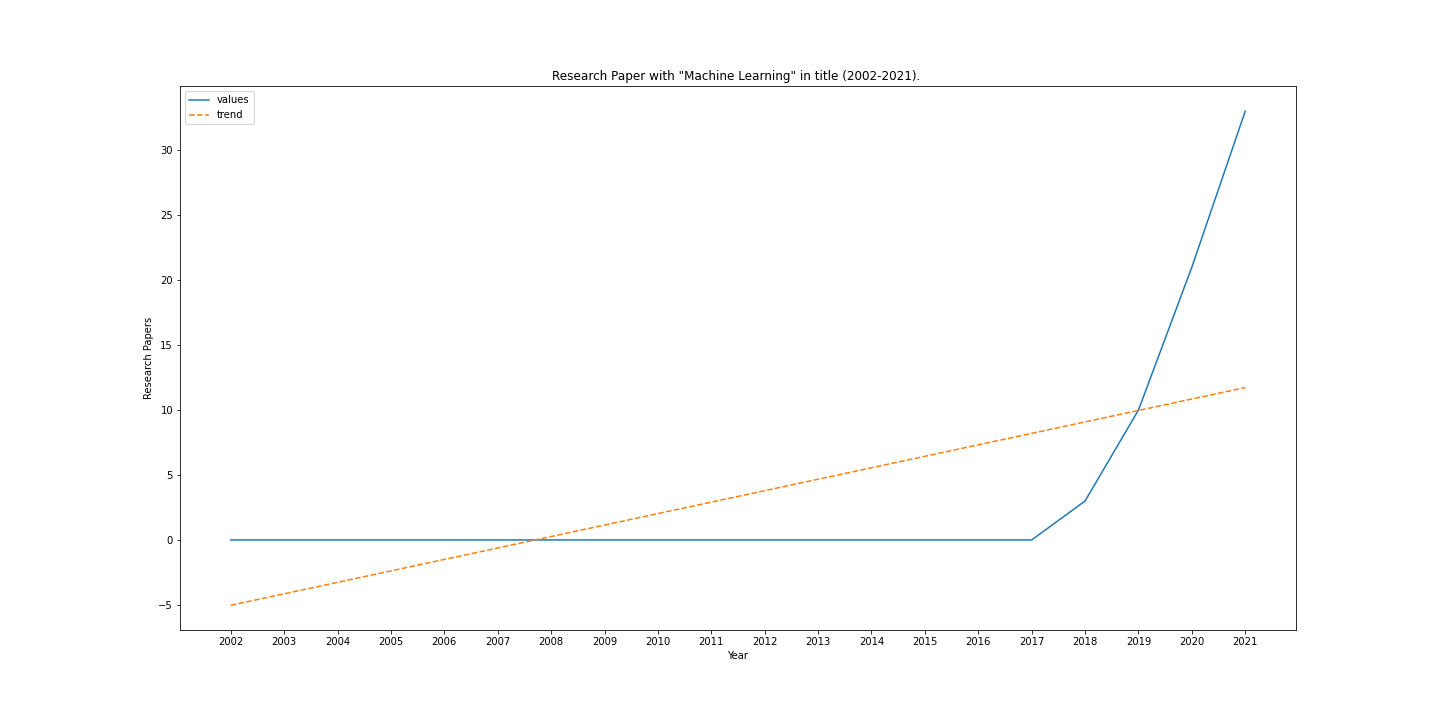 Research Paper with "Machine Learning" in title (2002-2021).
values
trend
30
25
20
15
10
5
0
−5
Research Papers
2002 2003 2004 2005 2006 2007 2008 2009 2010 2011 2012 2013 2014 2015 2016 2017 2018 2019 2020 2021
Year